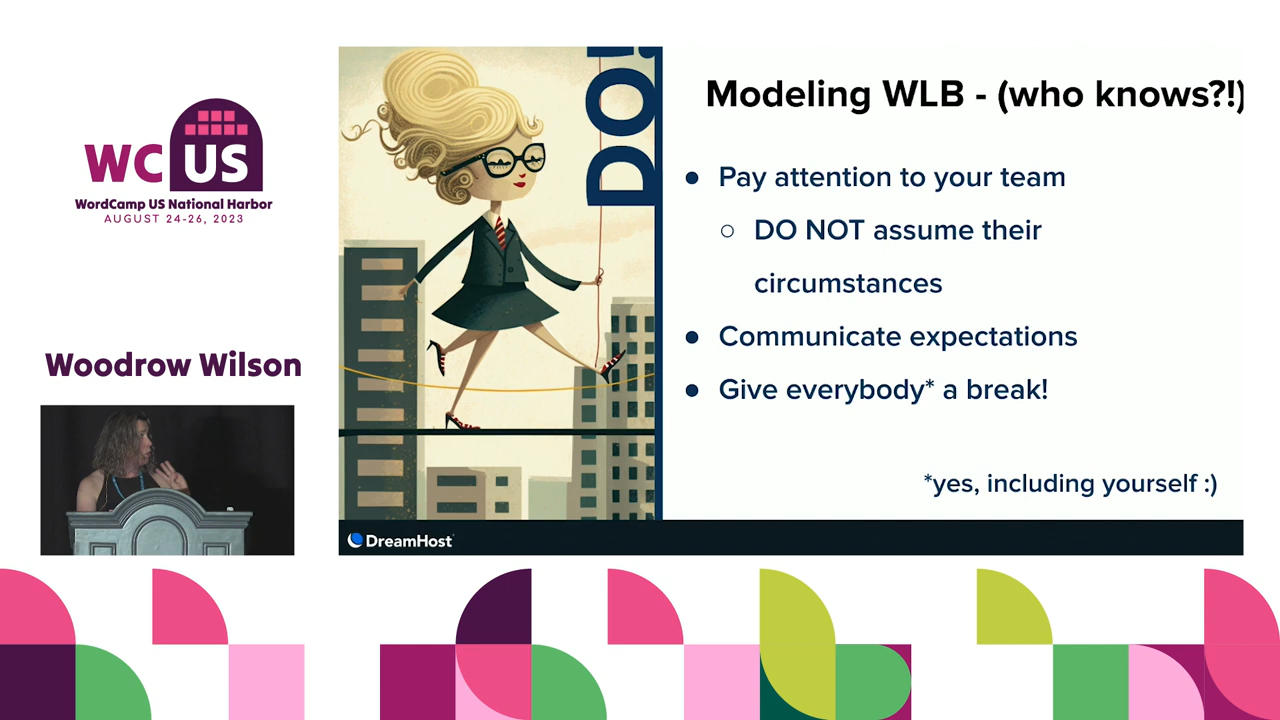 WC US
WordCamp US National Harbor
AUGUST 24-26, 2023
Woodrow Wilson
DO!
Modeling WLB - (who knows?!)
● Pay attention to your team
○ DO NOT assume their
circumstances
● Communicate expectations
● Give everybody* a break!
*yes, including yourself :)
DreamHost